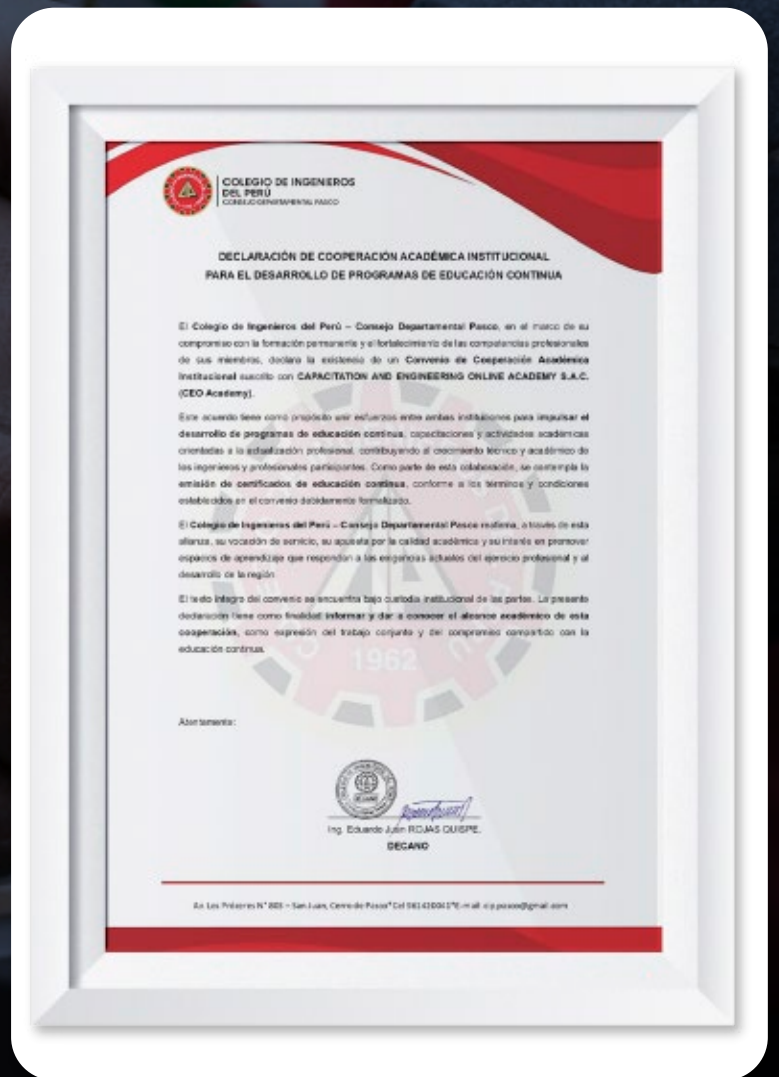 COLEGIO DE INGENIEROS
DEL PERÚ
CONSEJO DEPARTAMENTAL PASCO
DECLARACIÓN DE COOPERACIÓN ACADÉMICA INSTITUCIONAL
PARA EL DESARROLLO DE PROGRAMAS DE EDUCACIÓN CONTINUA
El Colegio de Ingenieros del Perú – Consejo Departamental Pasco, en el marco de su
compromiso con la formación permanente y el fortalecimiento de las competencias profesionales
de sus miembros, declara la existencia de un Convenio de Cooperación Académica
Institucional suscrito con CAPACITATION AND ENGINEERING ONLINE ACADEMY S.A.C.
(CEO Academy).
Este acuerdo tiene como propósito unir esfuerzos entre ambas instituciones para impulsar el
desarrollo de programas de educación continua, capacitaciones y actividades académicas
orientadas a la actualización profesional, contribuyendo al crecimiento técnico y académico de
los ingenieros y profesionales participantes. Como parte de esta colaboración, se contempla la
emisión de certificados de educación continua, conforme a los términos y condiciones
establecidos en el convenio debidamente formalizado.
El Colegio de Ingenieros del Perú – Consejo Departamental Pasco reafirma, a través de esta
alianza, su vocación de servicio, su apuesta por la calidad académica y su interés en promover
espacios de aprendizaje que respondan a las exigencias actuales del ejercicio profesional y al
desarrollo de la región.
El texto íntegro del convenio se encuentra bajo custodia institucional de las partes. La presente
declaración tiene como finalidad informar y dar a conocer el alcance académico de esta
cooperación, como expresión del trabajo conjunto y del compromiso compartido con la
educación continua.
1962
Atentamente:
DECANO
Ing. Eduardo Juan ROJAS QUISPE.
DECANO
Av. Los Próceres N° 803 – San Juan, Cerro de Pasco* Cel